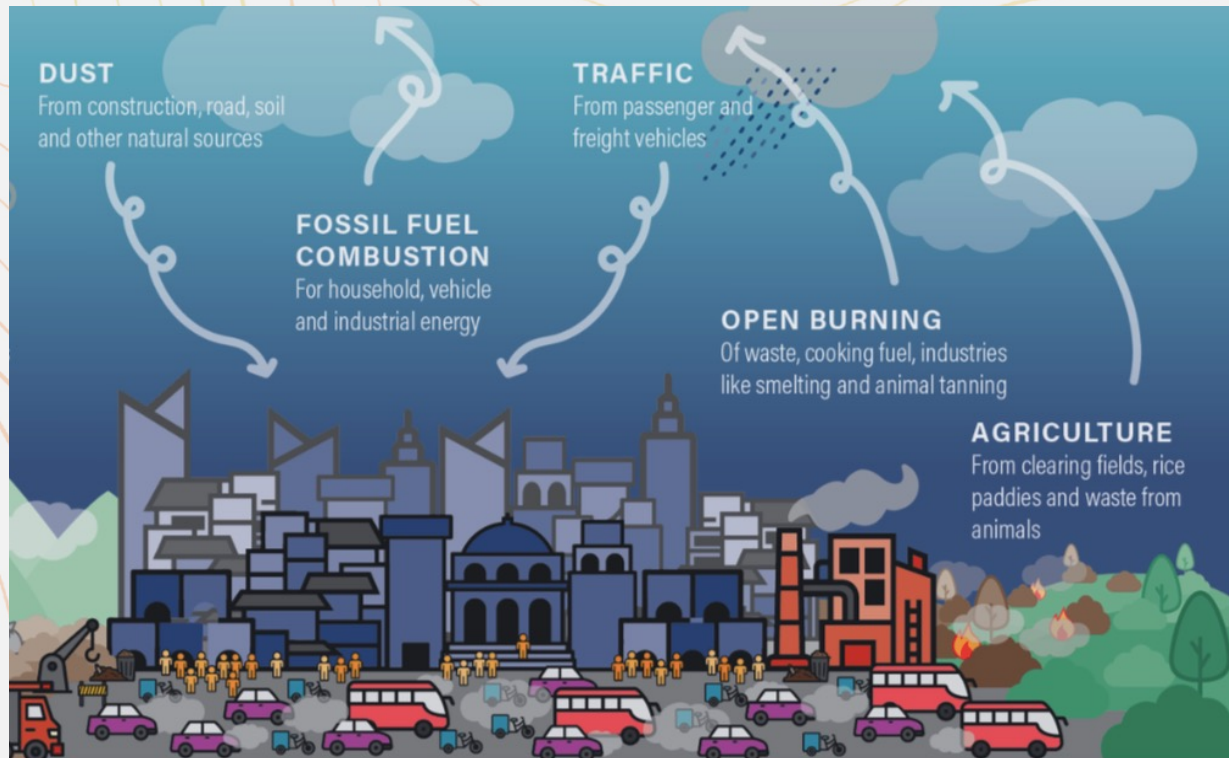 DUST
From construction, road, soil
and other natural sources
FOSSIL FUEL
COMBUSTION
For household, vehicle
and industrial energy
TRAFFIC
From passenger and
freight vehicles
OPEN BURNING
Of waste, cooking fuel, industries
like smelting and animal tanning
AGRICULTURE
From clearing fields, rice
paddies and waste from
animals